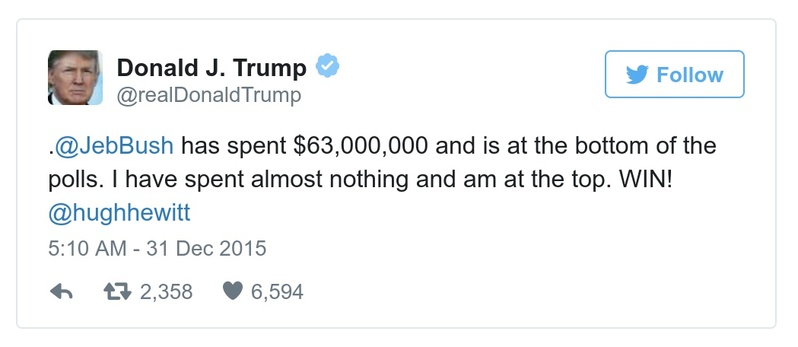 Donald J. Trump
@realDonaldTrump
Follow
.@JebBush has spent $63,000,000 and is at the bottom of the
polls. I have spent almost nothing and am at the top. WIN!
@hughhewitt
5:10 AM - 31 Dec 2015
2,358 6,594